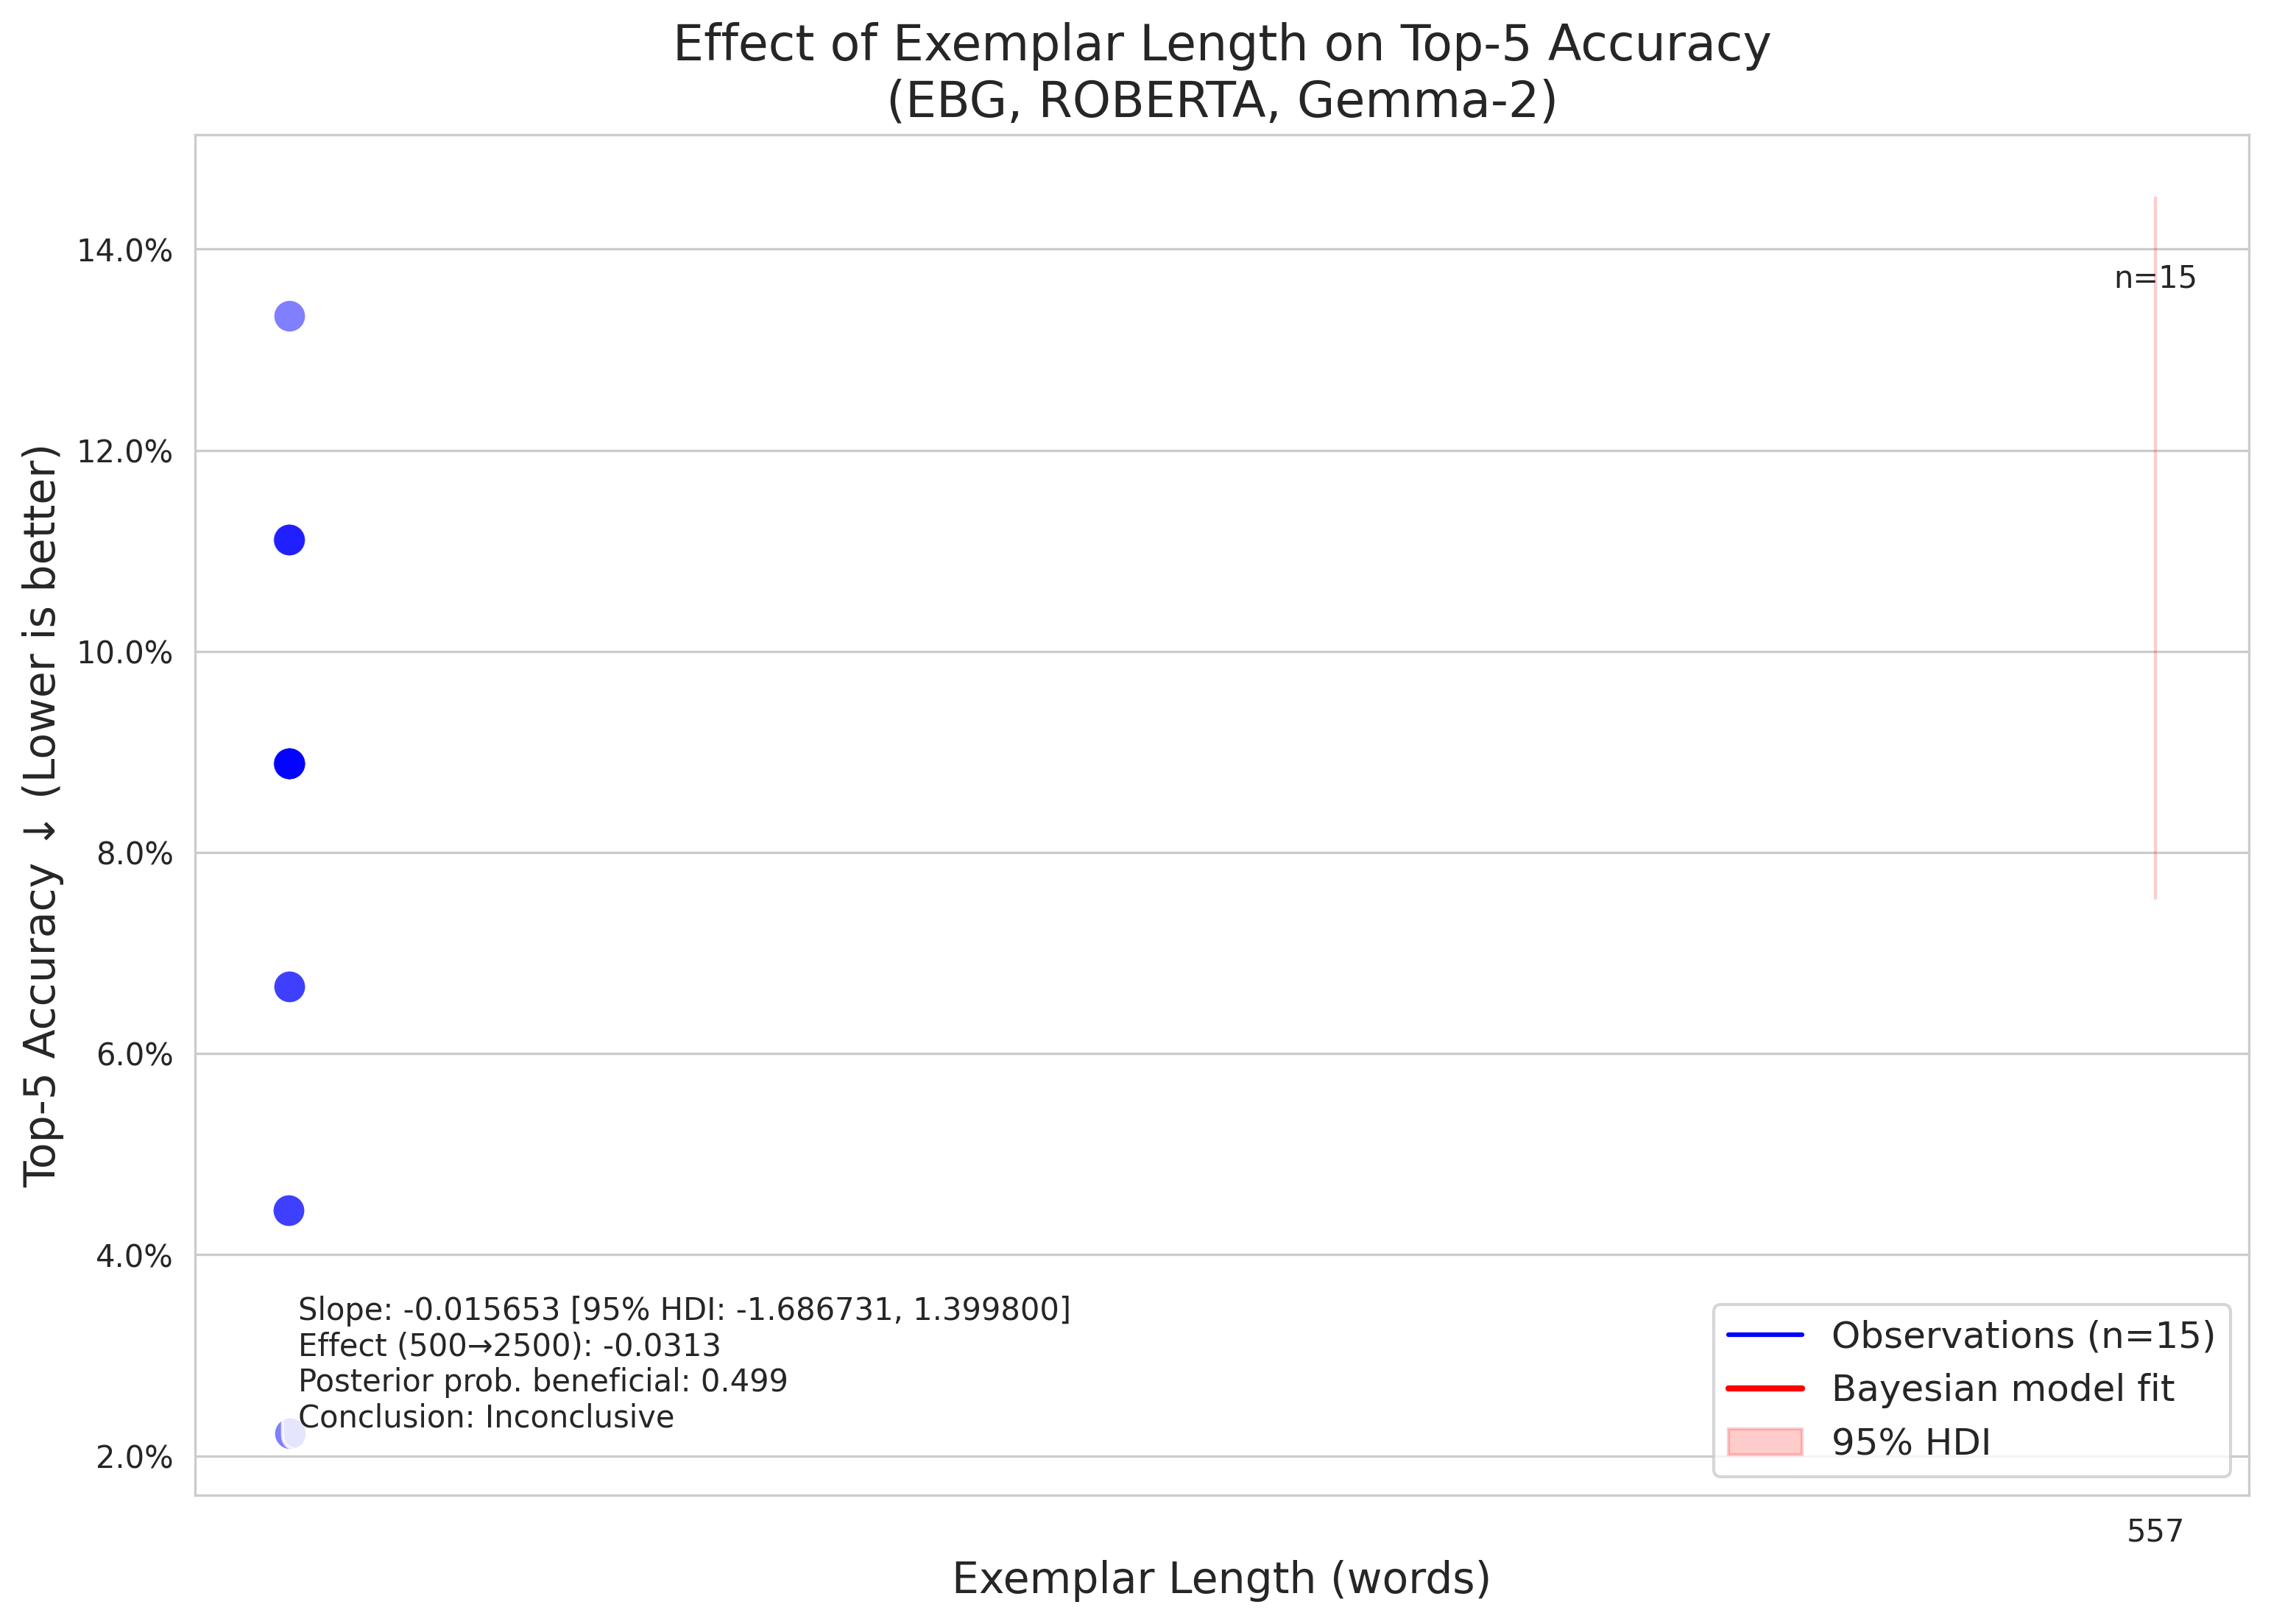 Effect of Exemplar Length on Top-5 Accuracy
(EBG, ROBERTA, Gemma-2)
Top-5 Accuracy ↓ (Lower is better)
14.0%
12.0%
10.0%
8.0%
6.0%
4.0%
2.0%
n=15
Slope: -0.015653 [95% HDI: -1.686731, 1.399800]
Effect (500→2500): -0.0313
Posterior prob. beneficial: 0.499
Conclusion: Inconclusive
Observations (n=15)
Bayesian model fit
95% HDI
557
Exemplar Length (words)